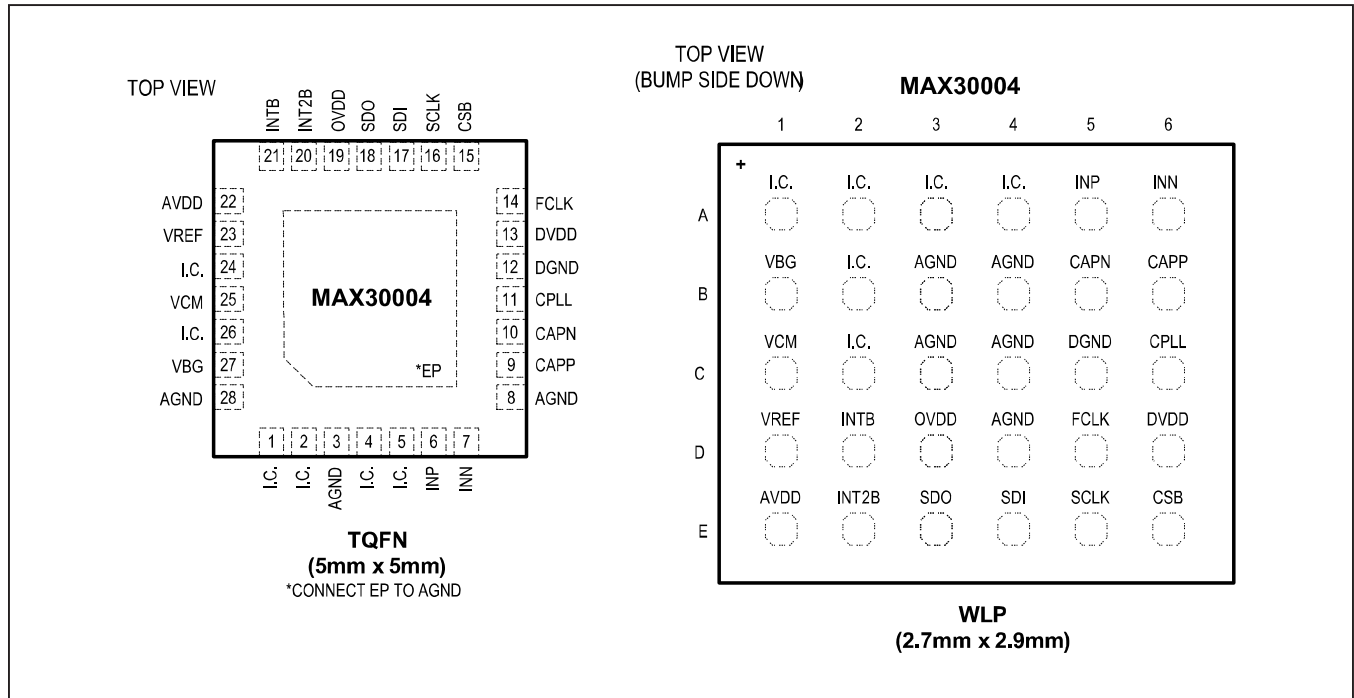 TOP VIEW
INTB INT2B OVDD SDO SDI SCLK CSB
21 20 19 18 17 16 15
AVDD 22
VREF 23
I.C. 24
VCM 25
I.C. 26
VBG 27
AGND 28
14 FCLK
13 DVDD
12 DGND
11 CPLL
10 CAPN
9 CAPP
8 AGND
MAX30004
*EP
1 2 3 4 5 6 7
I.C. I.C. AGND I.C. I.C. INP INN
TQFN
(5mm x 5mm)
*CONNECT EP TO AGND
TOP VIEW
(BUMP SIDE DOWN)
MAX30004
1 2 3 4 5 6
+
I.C. I.C. I.C. I.C. INP INN
A
VBG I.C. AGND AGND CAPN CAPP
B
VCM I.C. AGND AGND DGND CPLL
C
VREF INTB OVDD AGND FCLK DVDD
D
AVDD INT2B SDO SDI SCLK CSB
E
WLP
(2.7mm x 2.9mm)